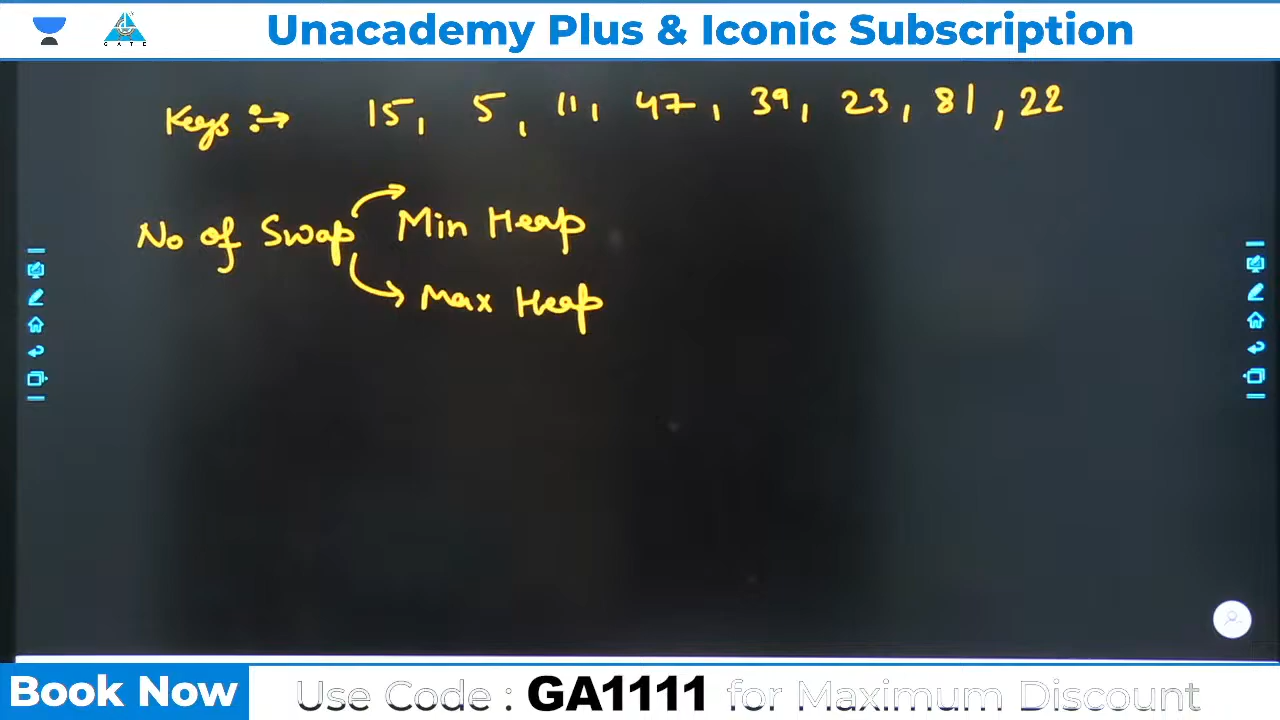 Unacademy Plus & Iconic Subscription
GATE
Keys :→ 15, 5, 11, 47, 39, 23, 81, 22
No of Swap → Min Heap
→ Max Heap
Book Now Use Code : GA1111 for Maximum Discount